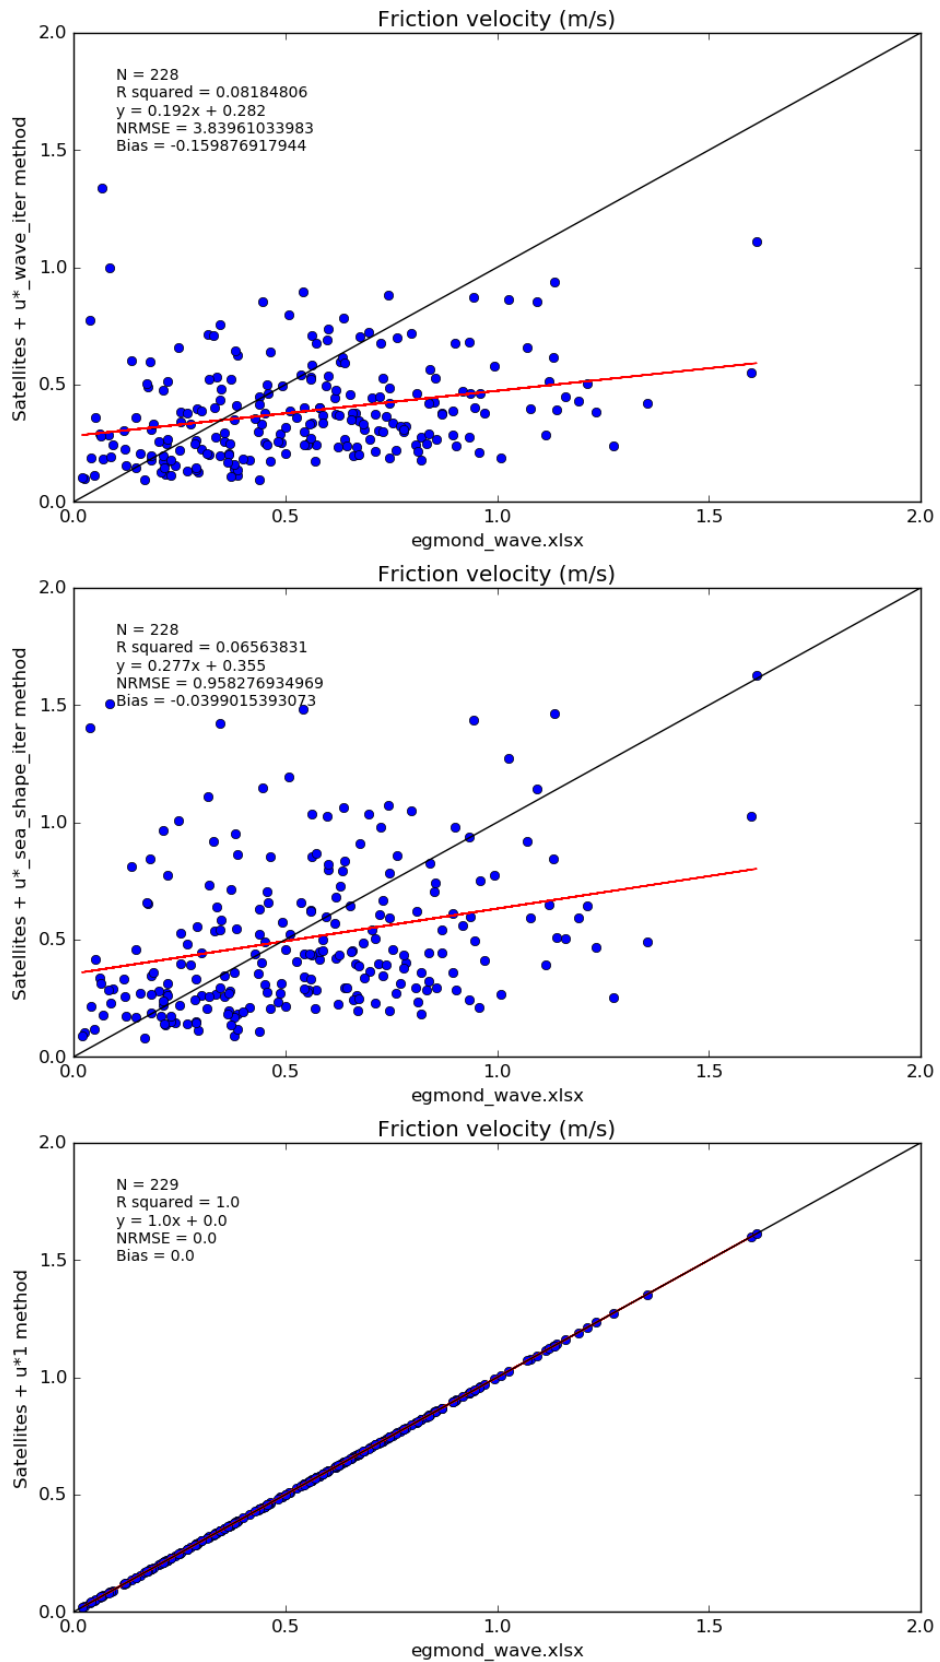 Friction velocity (m/s)
2.0
N = 228
R squared = 0.08184806
y = 0.192x + 0.282
NRMSE = 3.83961033983
Bias = -0.159876917944
1.5
1.0
0.5
0.0
Satellites + u*_wave_iter method
0.0 0.5 1.0 1.5 2.0
egmond_wave.xlsx
Friction velocity (m/s)
2.0
N = 228
R squared = 0.06563831
y = 0.277x + 0.355
NRMSE = 0.958276934969
Bias = -0.0399015393073
1.5
1.0
0.5
0.0
Satellites + u*_sea_shape_iter method
0.0 0.5 1.0 1.5 2.0
egmond_wave.xlsx
Friction velocity (m/s)
2.0
N = 229
R squared = 1.0
y = 1.0x + 0.0
NRMSE = 0.0
Bias = 0.0
1.5
1.0
0.5
0.0
Satellites + u*1 method
0.0 0.5 1.0 1.5 2.0
egmond_wave.xlsx